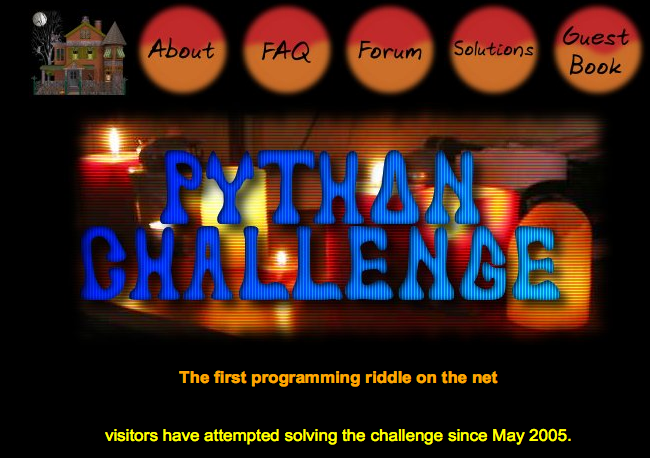 About
FAQ
Forum
Solutions
Guest
Book
PYTHON
CHALLENGE
The first programming riddle on the net
visitors have attempted solving the challenge since May 2005.